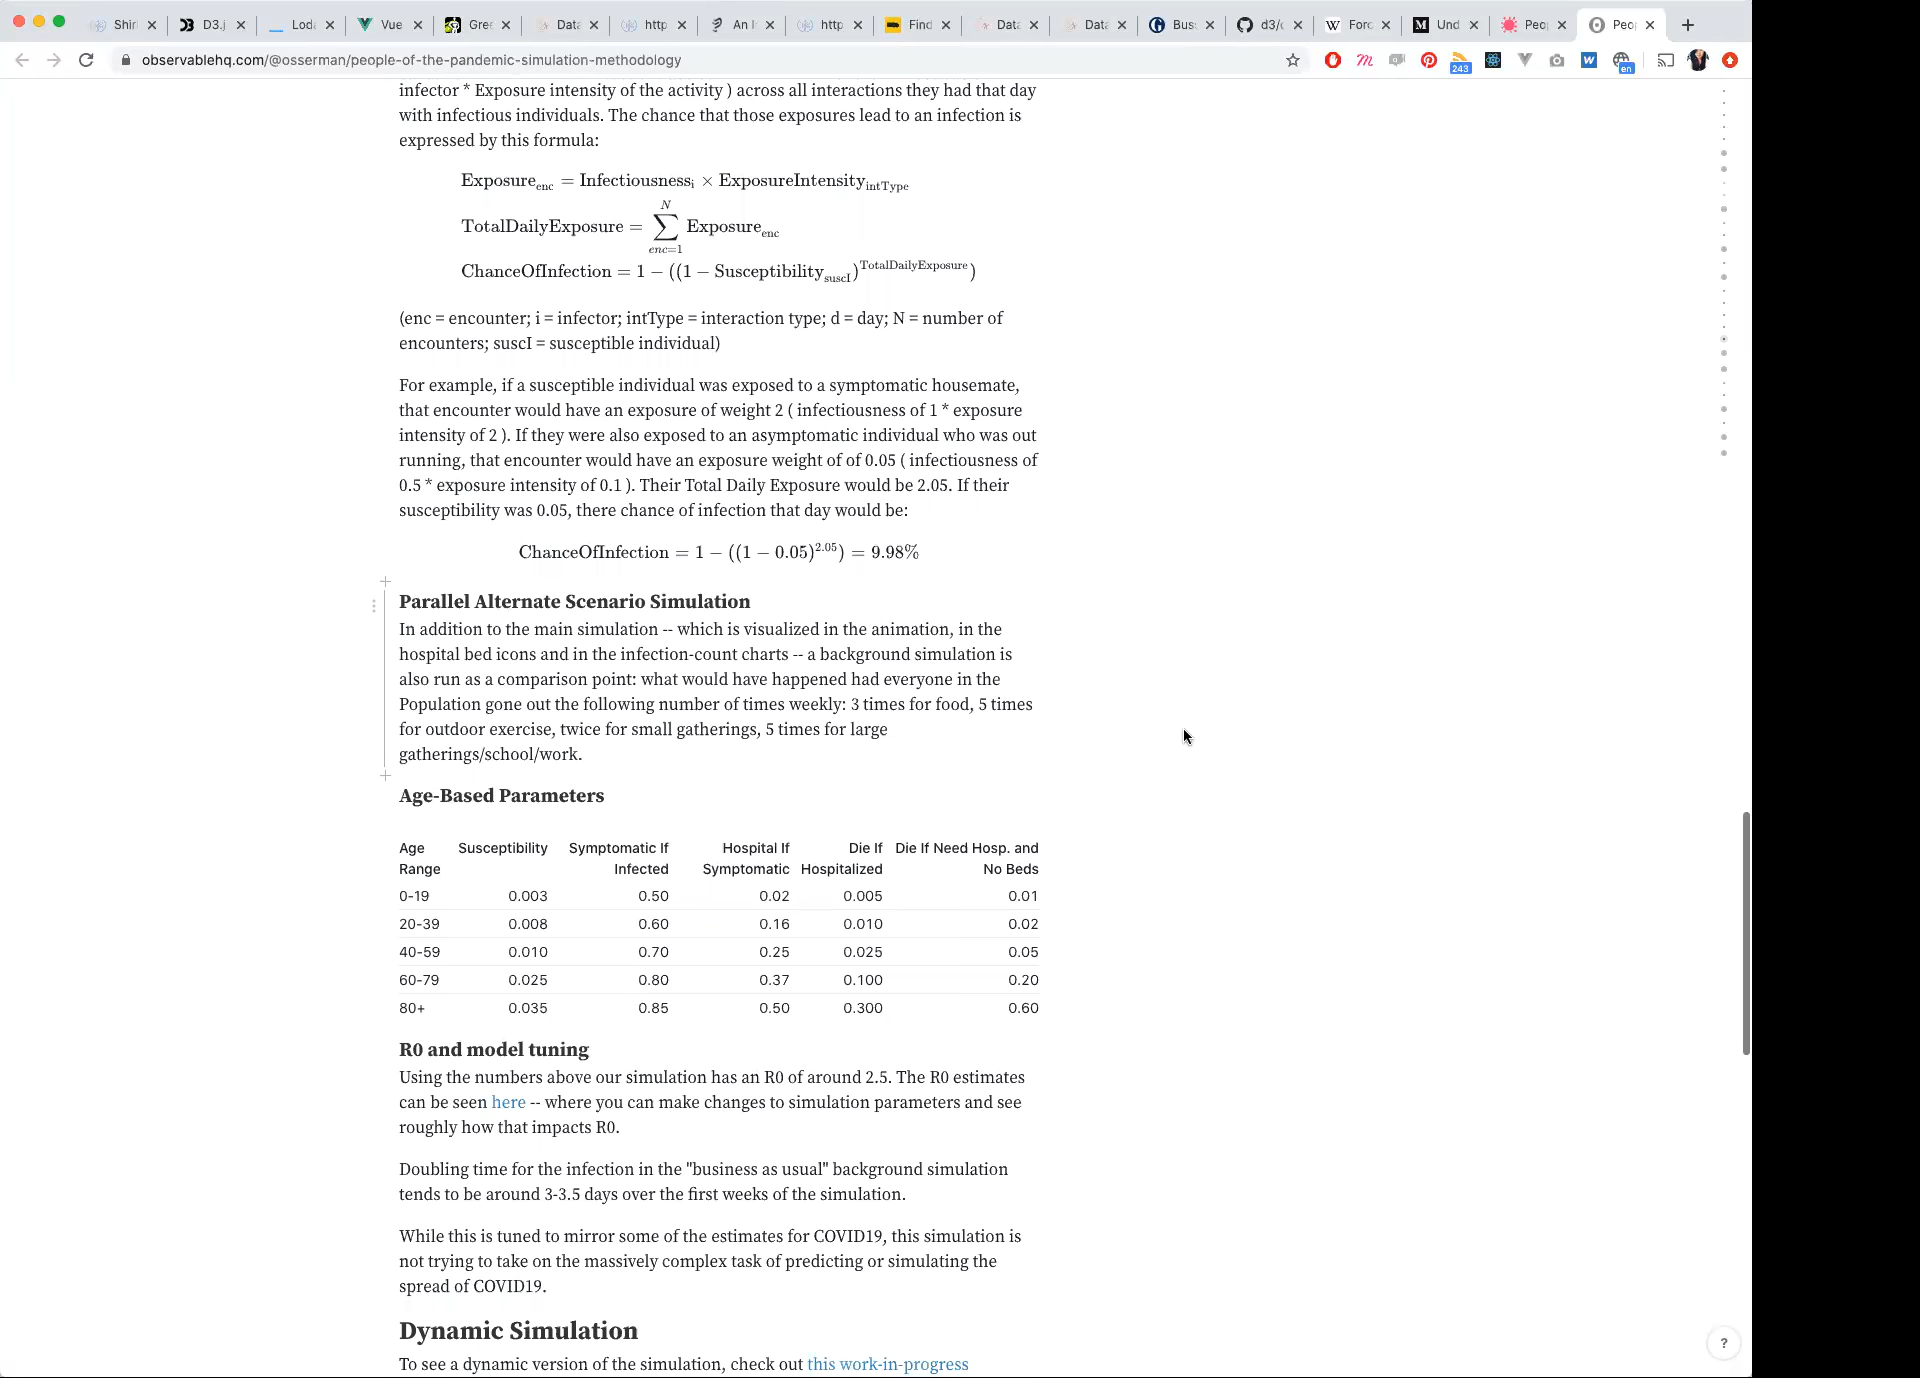 Shiri
D3.j
Loda
Vue
Gree
Data
http
An I
http
Find
Data
Data
Bus
d3/c
Forc
Und
Peo
Peo
observablehq.com/@osserman/people-of-the-pandemic-simulation-methodology
243
en
infector * Exposure intensity of the activity ) across all interactions they had that day
with infectious individuals. The chance that those exposures lead to an infection is
expressed by this formula:
Exposure_enc = Infectiousness_i × ExposureIntensity_intType
TotalDailyExposure = ∑_{enc=1}^{N} Exposure_enc
ChanceOfInfection = 1 − ((1 − Susceptibility_suscI)^TotalDailyExposure)
(enc = encounter; i = infector; intType = interaction type; d = day; N = number of
encounters; suscI = susceptible individual)
For example, if a susceptible individual was exposed to a symptomatic housemate,
that encounter would have an exposure of weight 2 ( infectiousness of 1 * exposure
intensity of 2 ). If they were also exposed to an asymptomatic individual who was out
running, that encounter would have an exposure weight of of 0.05 ( infectiousness of
0.5 * exposure intensity of 0.1 ). Their Total Daily Exposure would be 2.05. If their
susceptibility was 0.05, there chance of infection that day would be:
ChanceOfInfection = 1 − ((1 − 0.05)^2.05) = 9.98%
Parallel Alternate Scenario Simulation
In addition to the main simulation -- which is visualized in the animation, in the
hospital bed icons and in the infection-count charts -- a background simulation is
also run as a comparison point: what would have happened had everyone in the
Population gone out the following number of times weekly: 3 times for food, 5 times
for outdoor exercise, twice for small gatherings, 5 times for large
gatherings/school/work.
Age-Based Parameters
Age Susceptibility Symptomatic If Hospital If Die If Die If Need Hosp. and
Range Infected Symptomatic Hospitalized No Beds
0-19 0.003 0.50 0.02 0.005 0.01
20-39 0.008 0.60 0.16 0.010 0.02
40-59 0.010 0.70 0.25 0.025 0.05
60-79 0.025 0.80 0.37 0.100 0.20
80+ 0.035 0.85 0.50 0.300 0.60
R0 and model tuning
Using the numbers above our simulation has an R0 of around 2.5. The R0 estimates
can be seen here -- where you can make changes to simulation parameters and see
roughly how that impacts R0.
Doubling time for the infection in the "business as usual" background simulation
tends to be around 3-3.5 days over the first weeks of the simulation.
While this is tuned to mirror some of the estimates for COVID19, this simulation is
not trying to take on the massively complex task of predicting or simulating the
spread of COVID19.
Dynamic Simulation
To see a dynamic version of the simulation, check out this work-in-progress
?